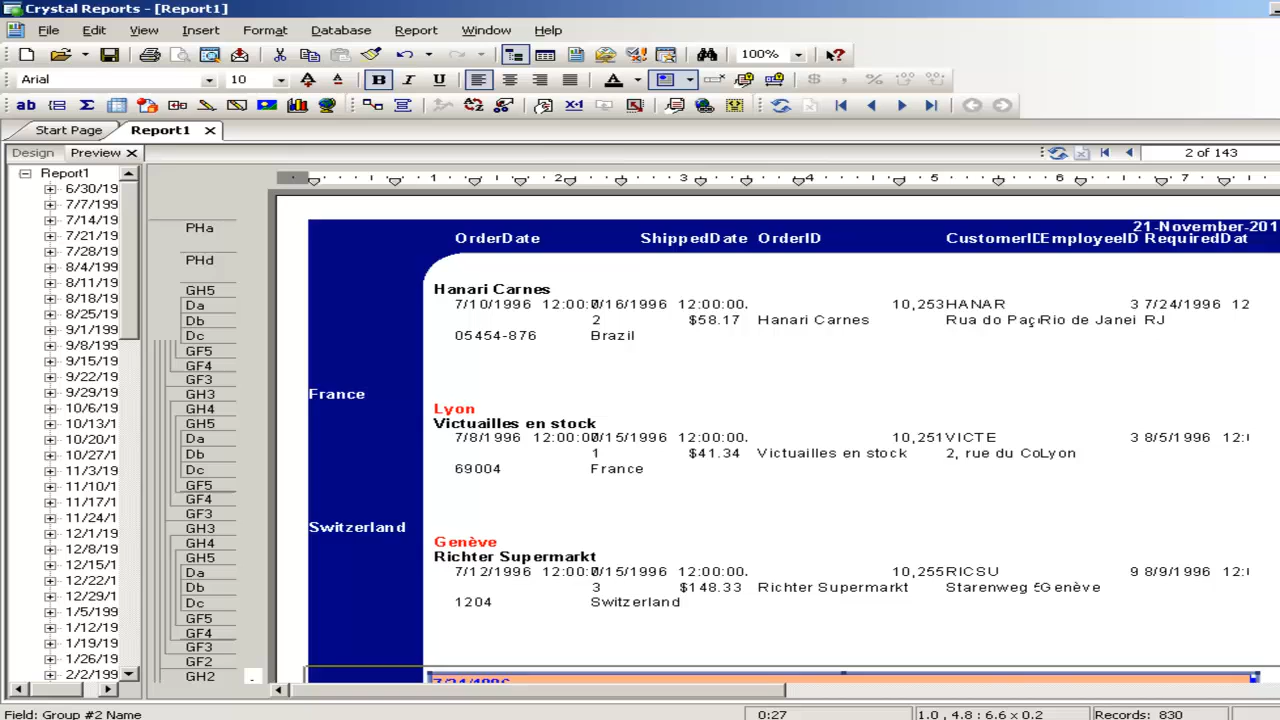 Crystal Reports - [Report1]
File Edit View Insert Format Database Report Window Help
100%
Arial 10 B I U A $ %
ab
Start Page Report1
Design Preview 2 of 143
Report1
6/30/19
7/7/199
7/14/19
7/21/19
7/28/19
8/4/199
8/11/19
8/18/19
8/25/19
9/1/199
9/8/199
9/15/19
9/22/19
9/29/19
10/6/19
10/13/1
10/20/1
10/27/1
11/3/19
11/10/1
11/17/1
11/24/1
12/1/19
12/8/19
12/15/1
12/22/1
12/29/1
1/5/199
1/12/19
1/19/19
1/26/19
2/2/199
PHa
PHd
GH5
Da
Db
Dc
GF5
GF4
GF3
GH3
GH4
GH5
Da
Db
Dc
GF5
GF4
GF3
GH3
GH4
GH5
Da
Db
Dc
GF5
GF4
GF3
GF2
GH2
1 2 3 4 5 6 7
21-November-201
OrderDate ShippedDate OrderID CustomerID EmployeeID RequiredDat
Hanari Carnes
7/10/1996 12:00: 7/16/1996 12:00:00. 10,253 HANAR 3 7/24/1996 12
2 $58.17 Hanari Carnes Rua do Paç Rio de Janei RJ
05454-876 Brazil
France
Lyon
Victuailles en stock
7/8/1996 12:00:0 7/15/1996 12:00:00. 10,251 VICTE 3 8/5/1996 12:
1 $41.34 Victuailles en stock 2, rue du Co Lyon
69004 France
Switzerland
Genève
Richter Supermarkt
7/12/1996 12:00: 7/15/1996 12:00:00. 10,255 RICSU 9 8/9/1996 12:
3 $148.33 Richter Supermarkt Starenweg Genève
1204 Switzerland
Field: Group #2 Name 0:27 1.0 , 4.8 : 6.6 x 0.2 Records: 830